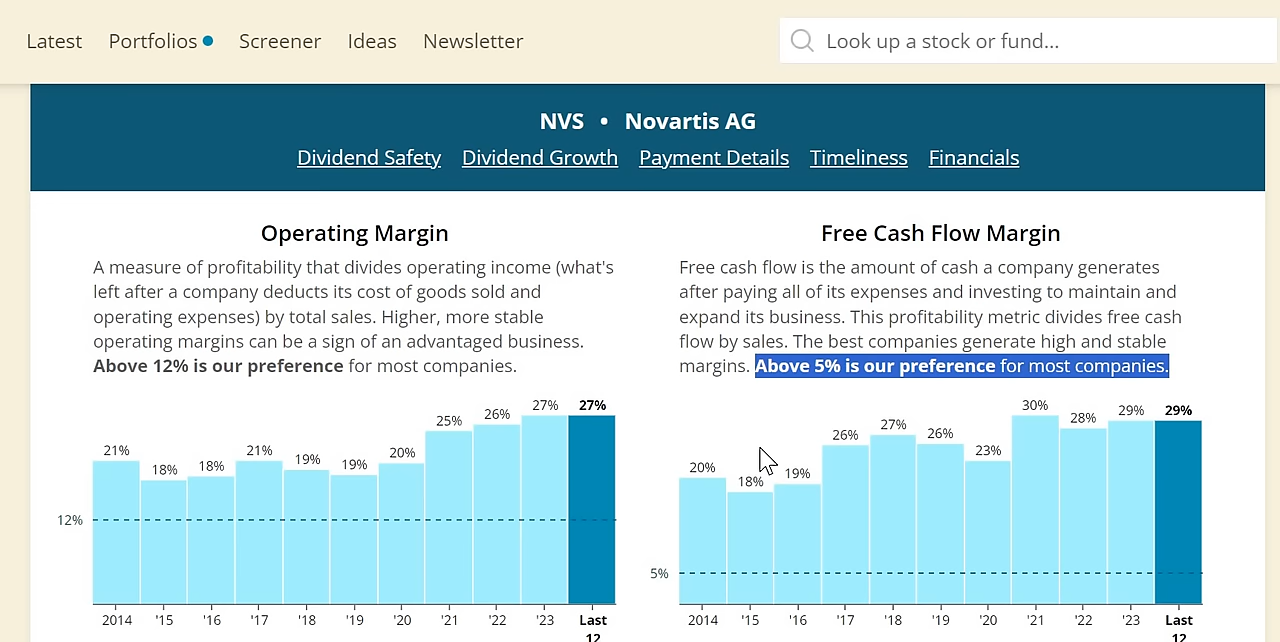 Latest Portfolios Screener Ideas Newsletter Look up a stock or fund...
NVS • Novartis AG
Dividend Safety Dividend Growth Payment Details Timeliness Financials
Operating Margin
A measure of profitability that divides operating income (what's
left after a company deducts its cost of goods sold and
operating expenses) by total sales. Higher, more stable
operating margins can be a sign of an advantaged business.
Above 12% is our preference for most companies.
21% 18% 18% 21% 19% 19% 20% 25% 26% 27% 27%
12%
2014 '15 '16 '17 '18 '19 '20 '21 '22 '23 Last
12
Free Cash Flow Margin
Free cash flow is the amount of cash a company generates
after paying all of its expenses and investing to maintain and
expand its business. This profitability metric divides free cash
flow by sales. The best companies generate high and stable
margins. Above 5% is our preference for most companies.
20% 18% 19% 26% 27% 26% 23% 30% 28% 29% 29%
5%
2014 '15 '16 '17 '18 '19 '20 '21 '22 '23 Last
12